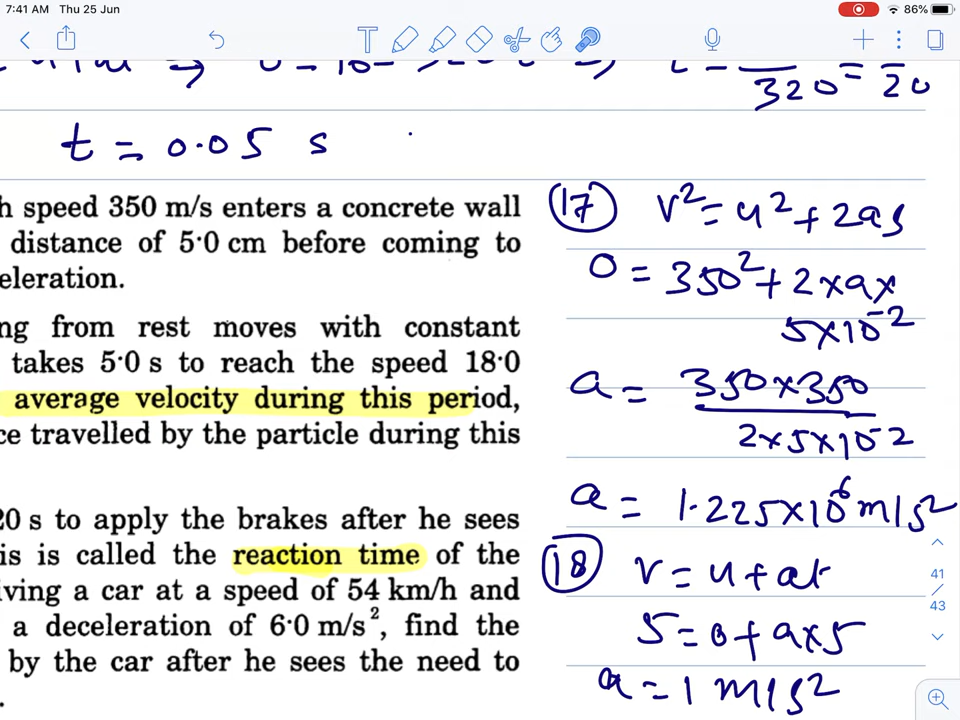 7:41 AM Thu 25 Jun
86%
320 = 20
t = 0.05 s
h speed 350 m/s enters a concrete wall
distance of 5·0 cm before coming to
eleration.
ng from rest moves with constant
takes 5·0 s to reach the speed 18·0
average velocity during this period,
ce travelled by the particle during this
20 s to apply the brakes after he sees
is is called the reaction time of the
iving a car at a speed of 54 km/h and
a deceleration of 6·0 m/s², find the
by the car after he sees the need to
(17) v² = u² + 2as
0 = 350² + 2×a×
5×10⁻²
a = 350×350
2×5×10⁻²
a = 1.225×10⁶ m/s²
(18) v = u + at
5 = 0 + a×5
a = 1 m/s²
41
/
43